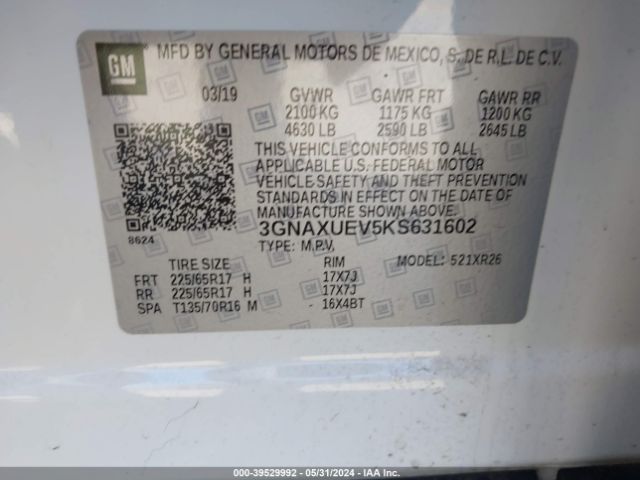 GM MFD BY GENERAL MOTORS DE MEXICO, S. DE R.L. DE C.V.
03/19 GVWR GAWR FRT GAWR RR
2100 KG 1175 KG 1200 KG
4630 LB 2590 LB 2645 LB
THIS VEHICLE CONFORMS TO ALL
APPLICABLE U.S. FEDERAL MOTOR
VEHICLE SAFETY AND THEFT PREVENTION
STANDARDS IN EFFECT ON THE DATE OF
MANUFACTURE SHOWN ABOVE.
3GNAXUEV5KS631602
8624 TYPE: M.P.V. MODEL: 521XR26
TIRE SIZE RIM
FRT 225/65R17 H 17X7J
RR 225/65R17 H 17X7J
SPA T135/70R16 M 16X4BT
000-39529992 - 05/31/2024 - IAA Inc.